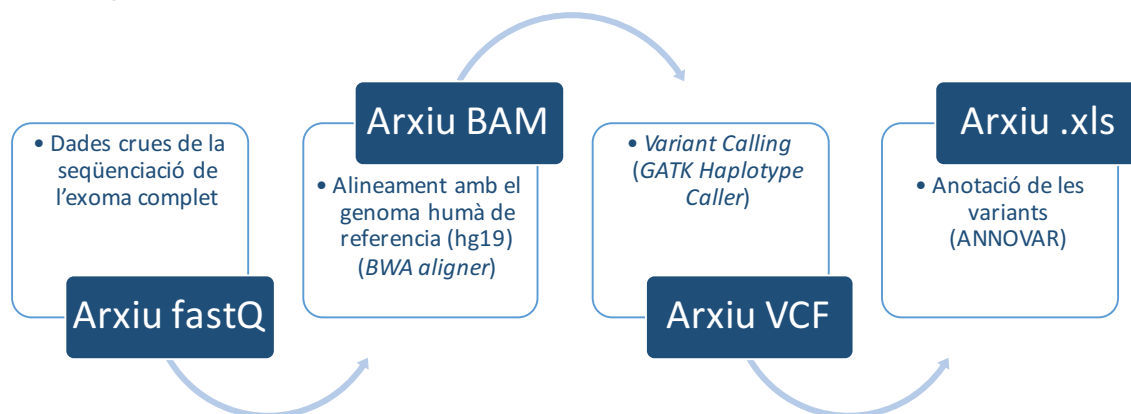 • Dades crues de la
seqüenciació de
l'exoma complet
Arxiu fastQ
Arxiu BAM
• Alineament amb el
genoma humà de
referencia (hg19)
(BWA aligner)
• Variant Calling
(GATK Haplotype
Caller)
Arxiu VCF
Arxiu .xls
• Anotació de les
variants
(ANNOVAR)